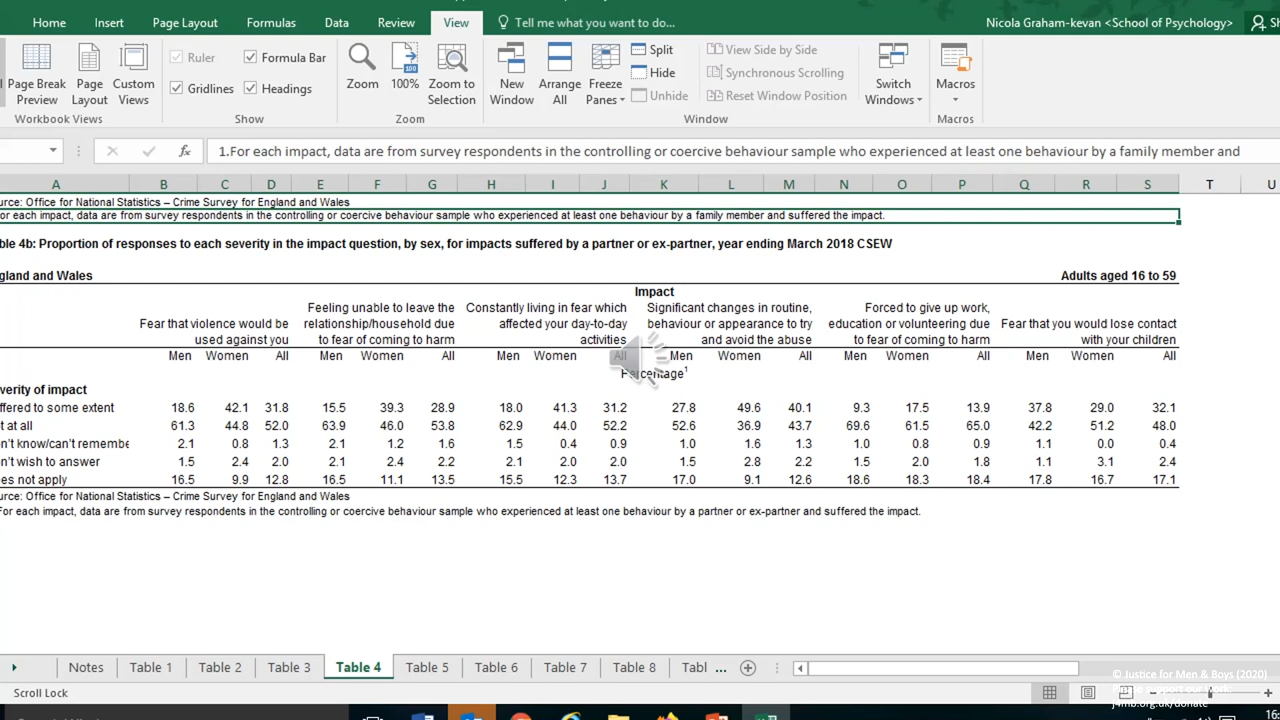 Home Insert Page Layout Formulas Data Review View Tell me what you want to do... Nicola Graham-kevan <School of Psychology>
Page Break Preview
Page Layout
Custom Views
Workbook Views
Ruler
Formula Bar
Gridlines
Headings
Show
Zoom
100%
Zoom to Selection
Zoom
New Window
Arrange All
Freeze Panes
Split
Hide
Unhide
View Side by Side
Synchronous Scrolling
Reset Window Position
Window
Switch Windows
Macros
Macros
fx 1.For each impact, data are from survey respondents in the controlling or coercive behaviour sample who experienced at least one behaviour by a family member and
A B C D E F G H I J K L M N O P Q R S T U
urce: Office for National Statistics – Crime Survey for England and Wales
or each impact, data are from survey respondents in the controlling or coercive behaviour sample who experienced at least one behaviour by a family member and suffered the impact.
ble 4b: Proportion of responses to each severity in the impact question, by sex, for impacts suffered by a partner or ex-partner, year ending March 2018 CSEW
gland and Wales Adults aged 16 to 59
Impact
Fear that violence would be used against you
Feeling unable to leave the relationship/household due to fear of coming to harm
Constantly living in fear which affected your day-to-day activities
Significant changes in routine, behaviour or appearance to try and avoid the abuse
Forced to give up work, education or volunteering due to fear of coming to harm
Fear that you would lose contact with your children
Men Women All Men Women All Men Women All Men Women All Men Women All Men Women All
Percentage¹
verity of impact
ffered to some extent 18.6 42.1 31.8 15.5 39.3 28.9 18.0 41.3 31.2 27.8 49.6 40.1 9.3 17.5 13.9 37.8 29.0 32.1
t at all 61.3 44.8 52.0 63.9 46.0 53.8 62.9 44.0 52.2 52.6 36.9 43.7 69.6 61.5 65.0 42.2 51.2 48.0
n't know/can't remembe 2.1 0.8 1.3 2.1 1.2 1.6 1.5 0.4 0.9 1.0 1.6 1.3 1.0 0.8 0.9 1.1 0.0 0.4
n't wish to answer 1.5 2.4 2.0 2.1 2.4 2.2 2.1 2.0 2.0 1.5 2.8 2.2 1.5 2.0 1.8 1.1 3.1 2.4
es not apply 16.5 9.9 12.8 16.5 11.1 13.5 15.5 12.3 13.7 17.0 9.1 12.6 18.6 18.3 18.4 17.8 16.7 17.1
urce: Office for National Statistics – Crime Survey for England and Wales
For each impact, data are from survey respondents in the controlling or coercive behaviour sample who experienced at least one behaviour by a partner or ex-partner and suffered the impact.
Notes Table 1 Table 2 Table 3 Table 4 Table 5 Table 6 Table 7 Table 8 Tabl ...
Scroll Lock
© Justice for Men & Boys (2020)
Please support our work:
j4mb.org.uk/donate